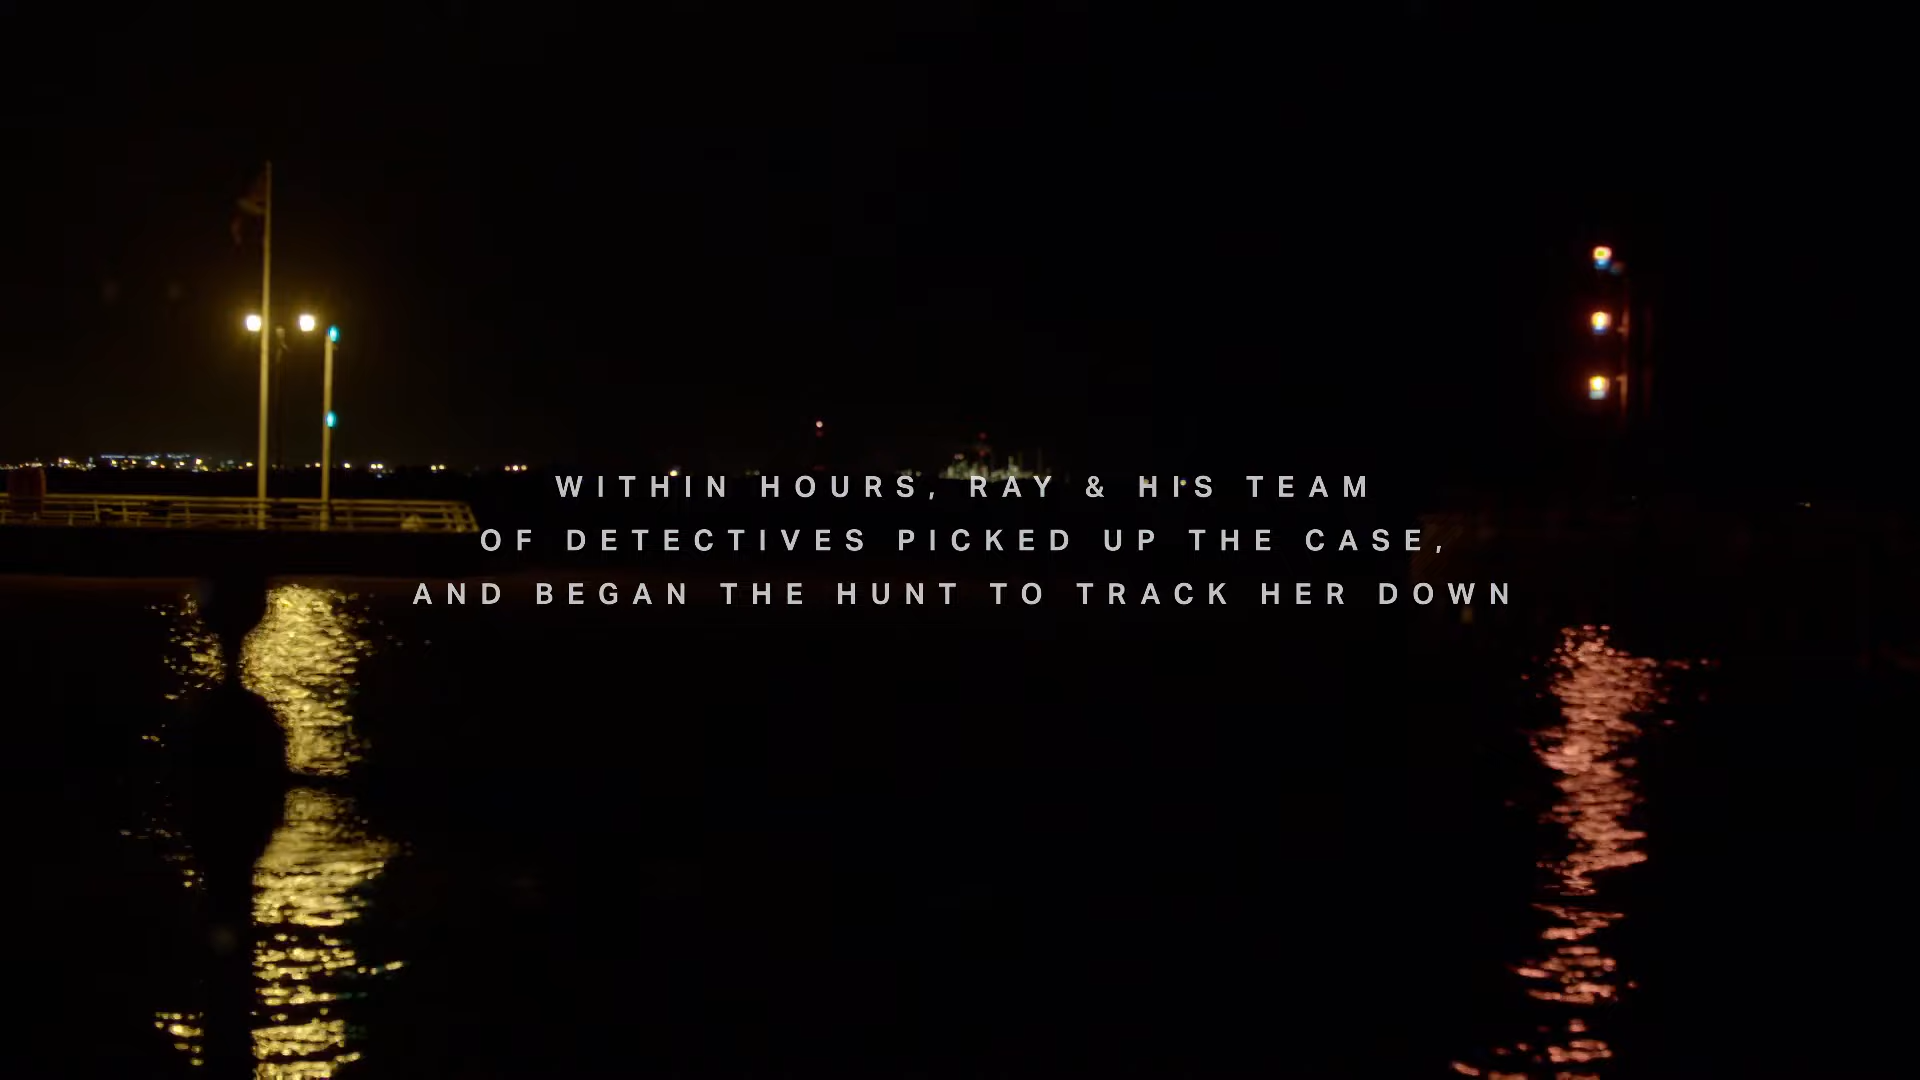 WITHIN HOURS, RAY & HIS TEAM
OF DETECTIVES PICKED UP THE CASE,
AND BEGAN THE HUNT TO TRACK HER DOWN